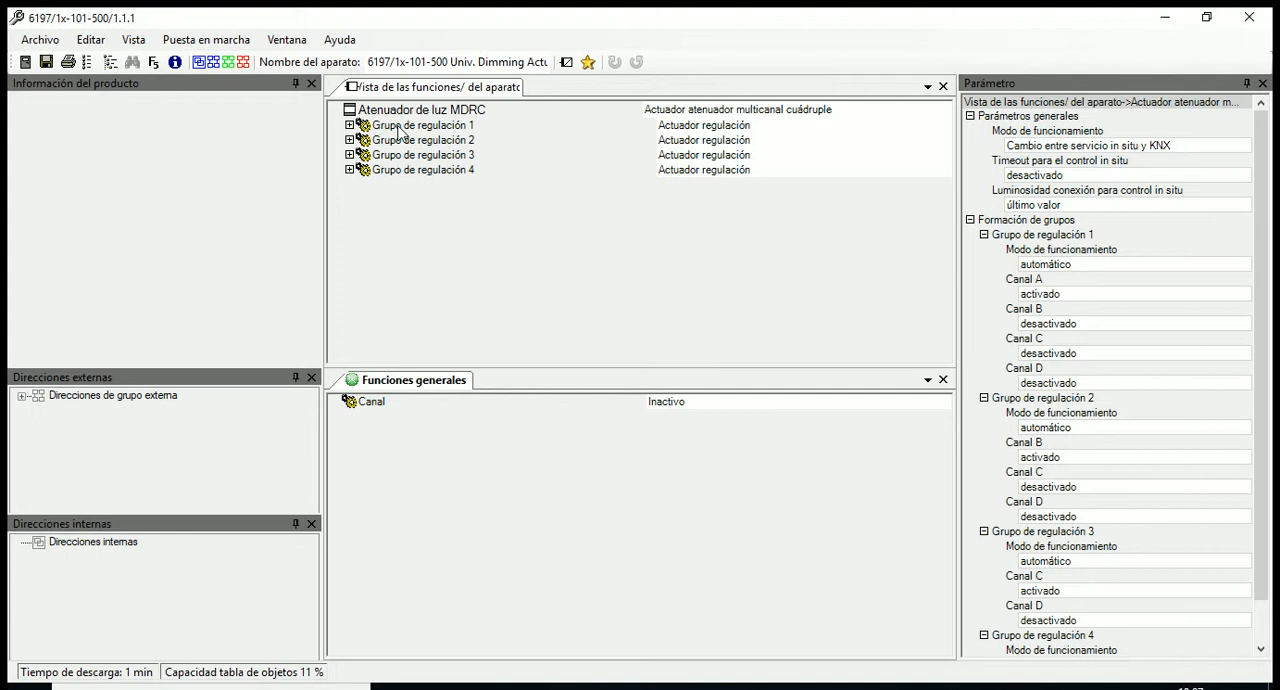 6197/1x-101-500/1.1.1
Archivo Editar Vista Puesta en marcha Ventana Ayuda
F5 Nombre del aparato: 6197/1x-101-500 Univ. Dimming Actu
Información del producto
Vista de las funciones/ del aparato
Atenuador de luz MDRC Actuador atenuador multicanal cuádruple
Grupo de regulación 1 Actuador regulación
Grupo de regulación 2 Actuador regulación
Grupo de regulación 3 Actuador regulación
Grupo de regulación 4 Actuador regulación
Direcciones externas
Direcciones de grupo externa
Direcciones internas
Direcciones internas
Funciones generales
Canal Inactivo
Parámetro
Vista de las funciones/ del aparato->Actuador atenuador m...
Parámetros generales
Modo de funcionamiento
Cambio entre servicio in situ y KNX
Timeout para el control in situ
desactivado
Luminosidad conexión para control in situ
último valor
Formación de grupos
Grupo de regulación 1
Modo de funcionamiento
automático
Canal A
activado
Canal B
desactivado
Canal C
desactivado
Canal D
desactivado
Grupo de regulación 2
Modo de funcionamiento
automático
Canal B
activado
Canal C
desactivado
Canal D
desactivado
Grupo de regulación 3
Modo de funcionamiento
automático
Canal C
activado
Canal D
desactivado
Grupo de regulación 4
Modo de funcionamiento
Tiempo de descarga: 1 min Capacidad tabla de objetos 11 %